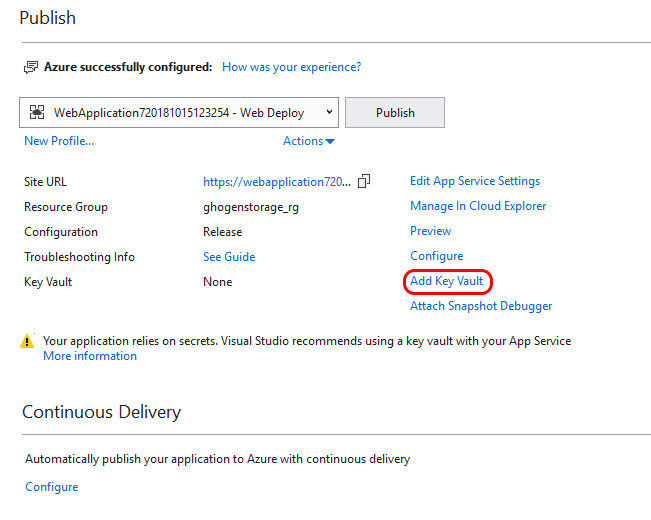 Publish
Azure successfully configured: How was your experience?
WebApplication720181015123254 - Web Deploy Publish
New Profile... Actions
Site URL https://webapplication720... Edit App Service Settings
Resource Group ghogenstorage_rg Manage In Cloud Explorer
Configuration Release Preview
Troubleshooting Info See Guide Configure
Key Vault None Add Key Vault
Attach Snapshot Debugger
Your application relies on secrets. Visual Studio recommends using a key vault with your App Service
More information
Continuous Delivery
Automatically publish your application to Azure with continuous delivery
Configure